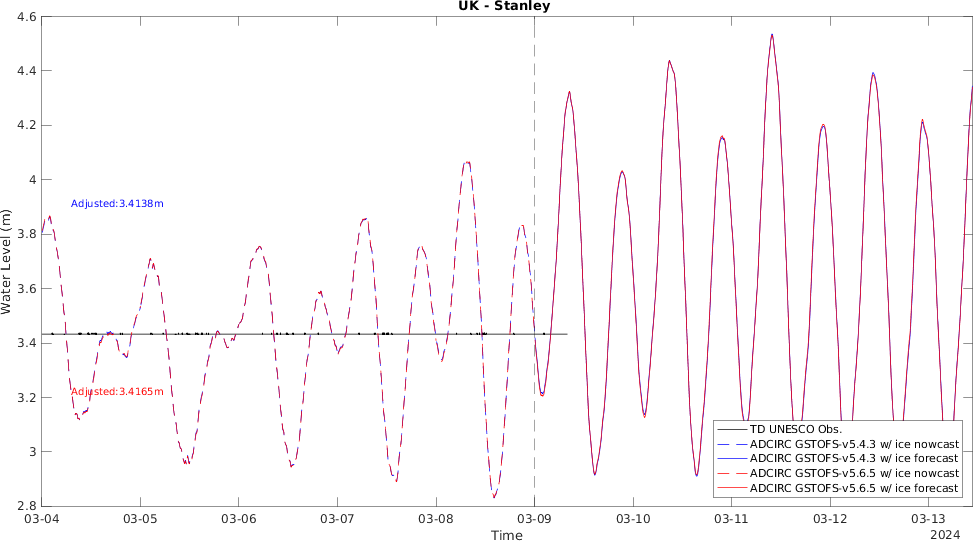 UK - Stanley
4.6
4.4
4.2
4
3.8
3.6
3.4
3.2
3
2.8
Water Level (m)
Adjusted:3.4138m
Adjusted:3.4165m
TD UNESCO Obs.
ADCIRC GSTOFS-v5.4.3 w/ ice nowcast
ADCIRC GSTOFS-v5.4.3 w/ ice forecast
ADCIRC GSTOFS-v5.6.5 w/ ice nowcast
ADCIRC GSTOFS-v5.6.5 w/ ice forecast
03-04 03-05 03-06 03-07 03-08 03-09 03-10 03-11 03-12 03-13
Time
2024